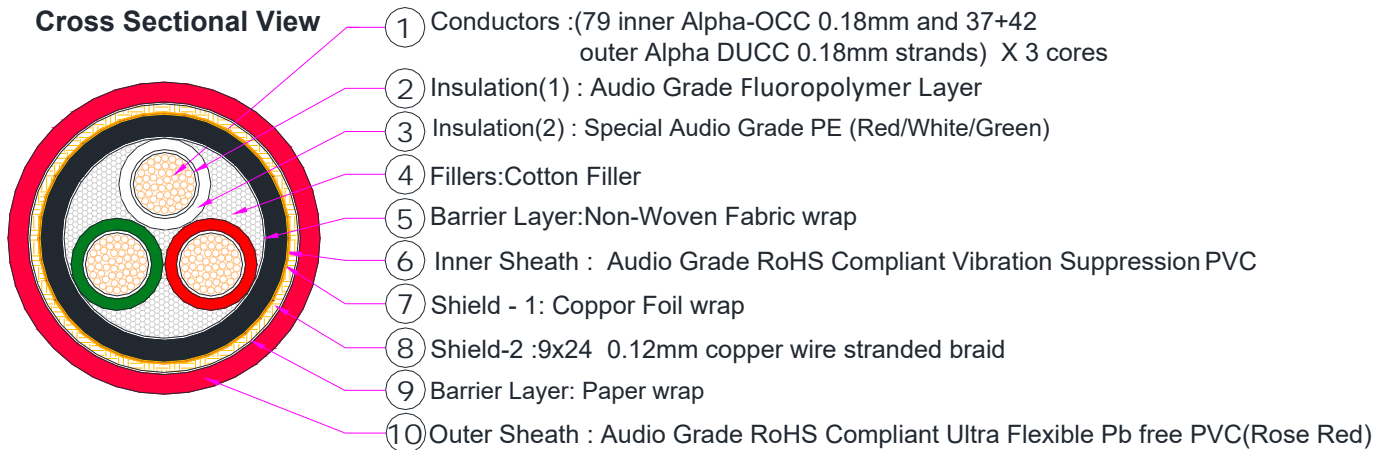 Cross Sectional View
1 Conductors :(79 inner Alpha-OCC 0.18mm and 37+42
outer Alpha DUCC 0.18mm strands) X 3 cores
2 Insulation(1) : Audio Grade Fluoropolymer Layer
3 Insulation(2) : Special Audio Grade PE (Red/White/Green)
4 Fillers:Cotton Filler
5 Barrier Layer:Non-Woven Fabric wrap
6 Inner Sheath : Audio Grade RoHS Compliant Vibration Suppression PVC
7 Shield - 1: Coppor Foil wrap
8 Shield-2 :9x24 0.12mm copper wire stranded braid
9 Barrier Layer: Paper wrap
10 Outer Sheath : Audio Grade RoHS Compliant Ultra Flexible Pb free PVC(Rose Red)